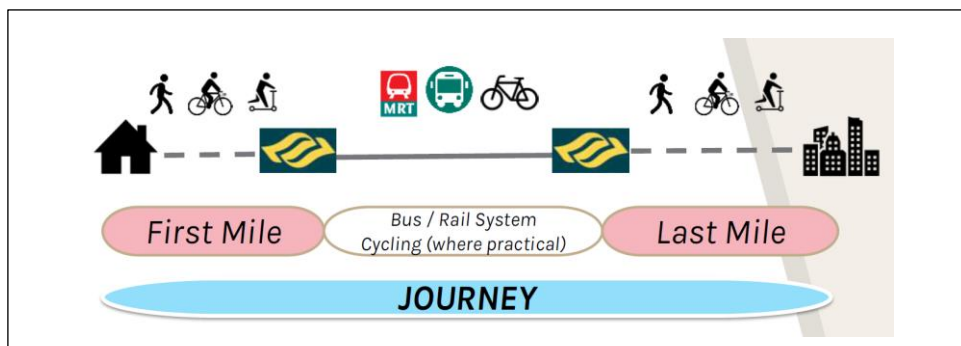 MRT
First Mile
Bus / Rail System
Cycling (where practical)
Last Mile
JOURNEY